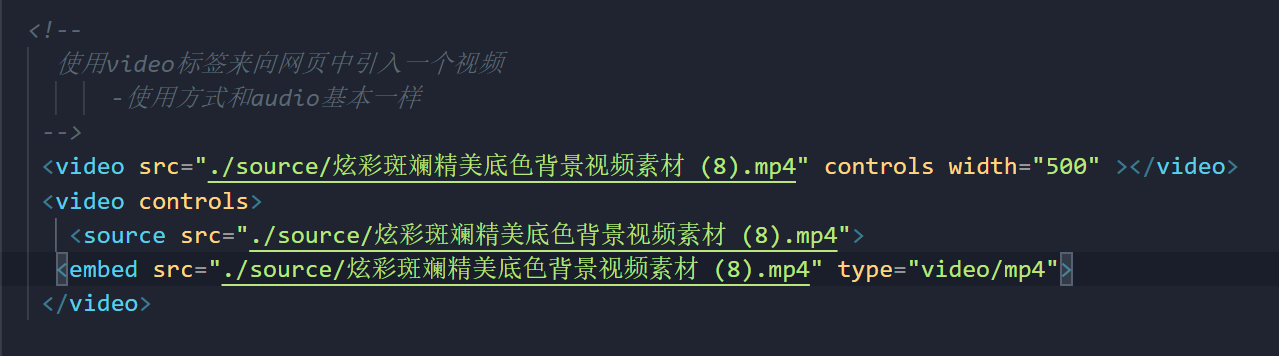 <!--
使用video标签来向网页中引入一个视频
-使用方式和audio基本一样
-->
<video src="./source/炫彩斑斓精美底色背景视频素材 (8).mp4" controls width="500" ></video>
<video controls>
<source src="./source/炫彩斑斓精美底色背景视频素材 (8).mp4">
<embed src="./source/炫彩斑斓精美底色背景视频素材 (8).mp4" type="video/mp4">
</video>